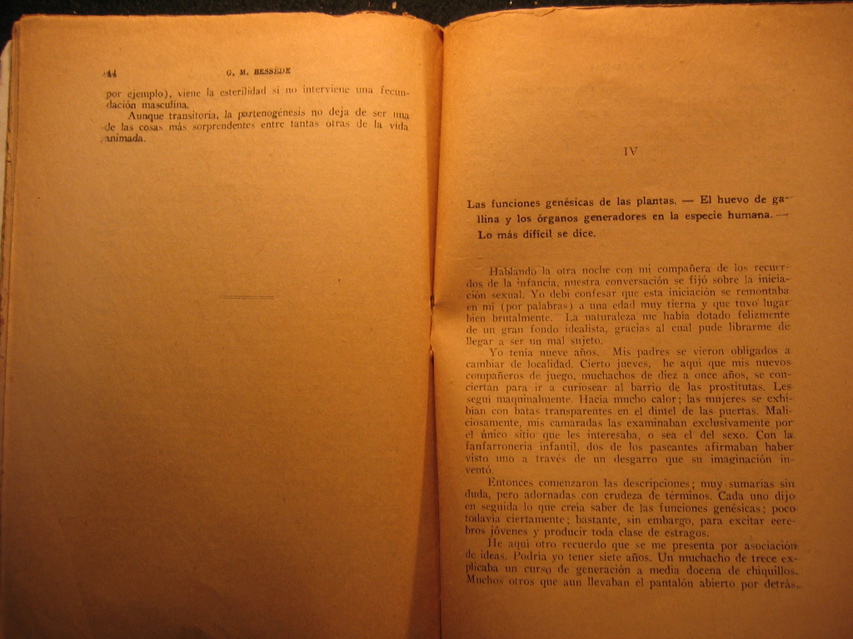 44
G. M. BESSÈDE
por ejemplo), viene la esterilidad si no interviene una fecun-
dación masculina.
Aunque transitoria, la partenogénesis no deja de ser una
de las cosas más sorprendentes entre tantas otras de la vida
animada.
IV
Las funciones genésicas de las plantas. — El huevo de ga-
llina y los órganos generadores en la especie humana. —
Lo más difícil se dice.
Hablando la otra noche con mi compañera de los recuer-
dos de la infancia, nuestra conversación se fijó sobre la inicia-
ción sexual. Yo debí confesar que esta iniciación se remontaba
en mí (por palabras) a una edad muy tierna y que tuvo lugar
bien brutalmente. La naturaleza me había dotado felizmente
de un gran fondo idealista, gracias al cual pude librarme de
llegar a ser un mal sujeto.
Yo tenía nueve años. Mis padres se vieron obligados a
cambiar de localidad. Cierto jueves, he aquí que mis nuevos
compañeros de juego, muchachos de diez a once años, se con-
ciertan para ir a curiosear al barrio de las prostitutas. Les
seguí maquinalmente. Hacía mucho calor; las mujeres se exhi-
bían con batas transparentes en el dintel de las puertas. Mali-
ciosamente, mis camaradas las examinaban exclusivamente por
el único sitio que les interesaba, o sea el del sexo. Con la
fanfarronería infantil, dos de los paseantes afirmaban haber
visto uno a través de un desgarro que su imaginación in-
ventó.
Entonces comenzaron las descripciones; muy sumarias sin
duda, pero adornadas con crudeza de términos. Cada uno dijo
en seguida lo que creía saber de las funciones genésicas; poco
todavía ciertamente; bastante, sin embargo, para excitar cere-
bros jóvenes y producir toda clase de estragos.
He aquí otro recuerdo que se me presenta por asociación
de ideas. Podría yo tener siete años. Un muchacho de trece ex-
plicaba un curso de generación a media docena de chiquillos.
Muchos otros que aun llevaban el pantalón abierto por detrás,